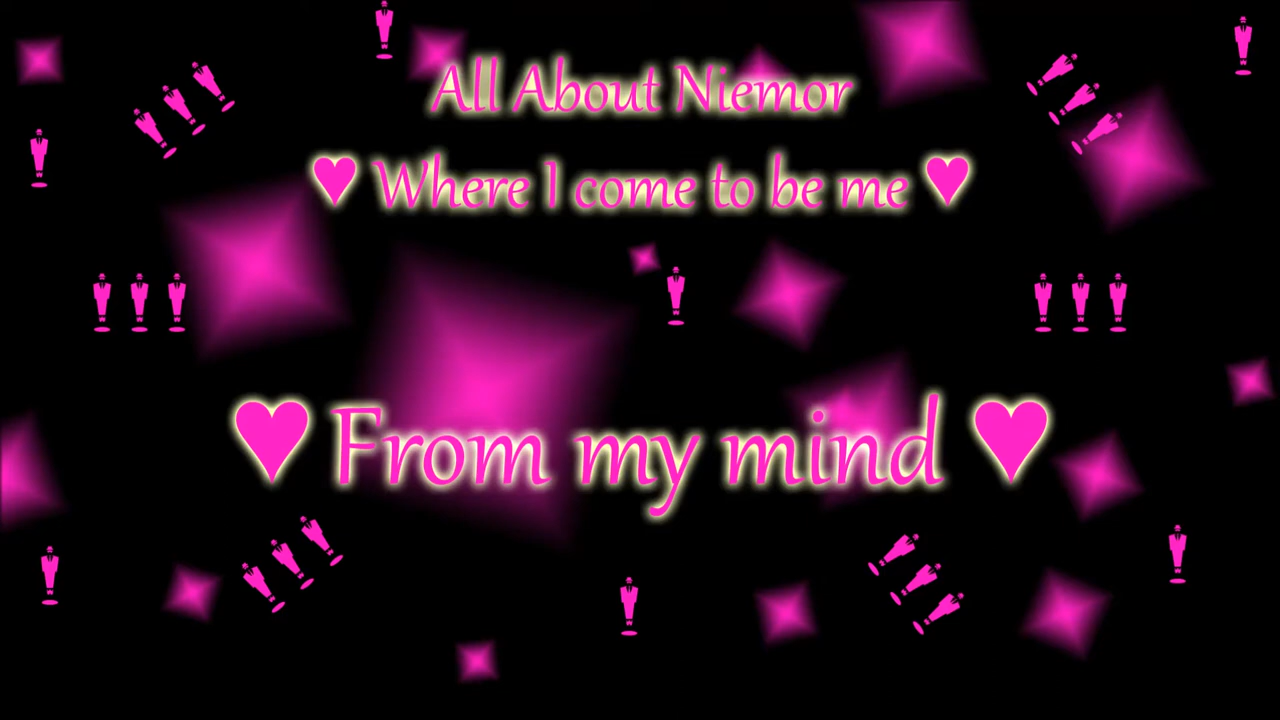 All About Niemor
♥ Where I come to be me ♥
♥ From my mind ♥